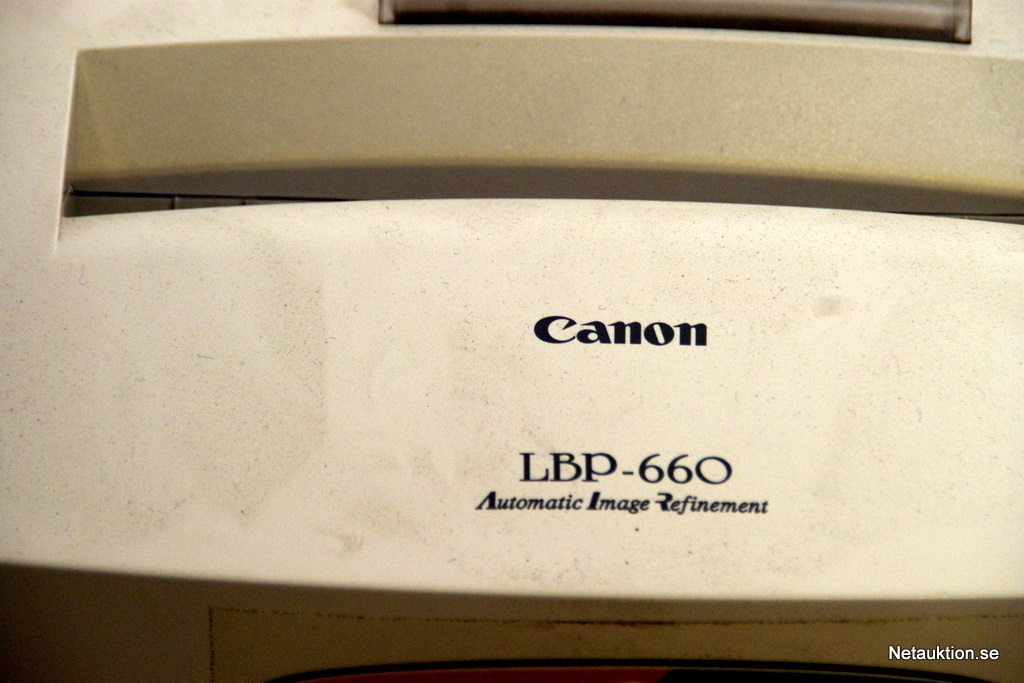 Canon
LBP-660
Automatic Image Refinement
Netauktion.se